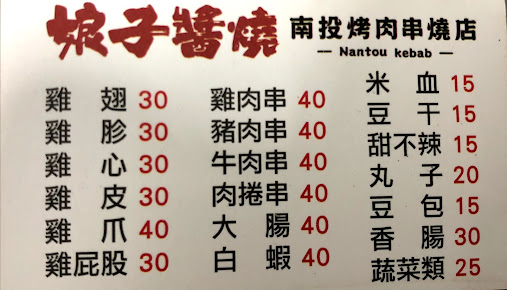 娘子醬燒 南投烤肉串燒店
— Nantou kebab —
雞翅 30
雞胗 30
雞心 30
雞皮 30
雞爪 40
雞屁股 30
雞肉串 40
豬肉串 40
牛肉串 40
肉捲串 40
大腸 40
白蝦 40
米血 15
豆干 15
甜不辣 15
丸子 20
豆包 15
香腸 30
蔬菜類 25